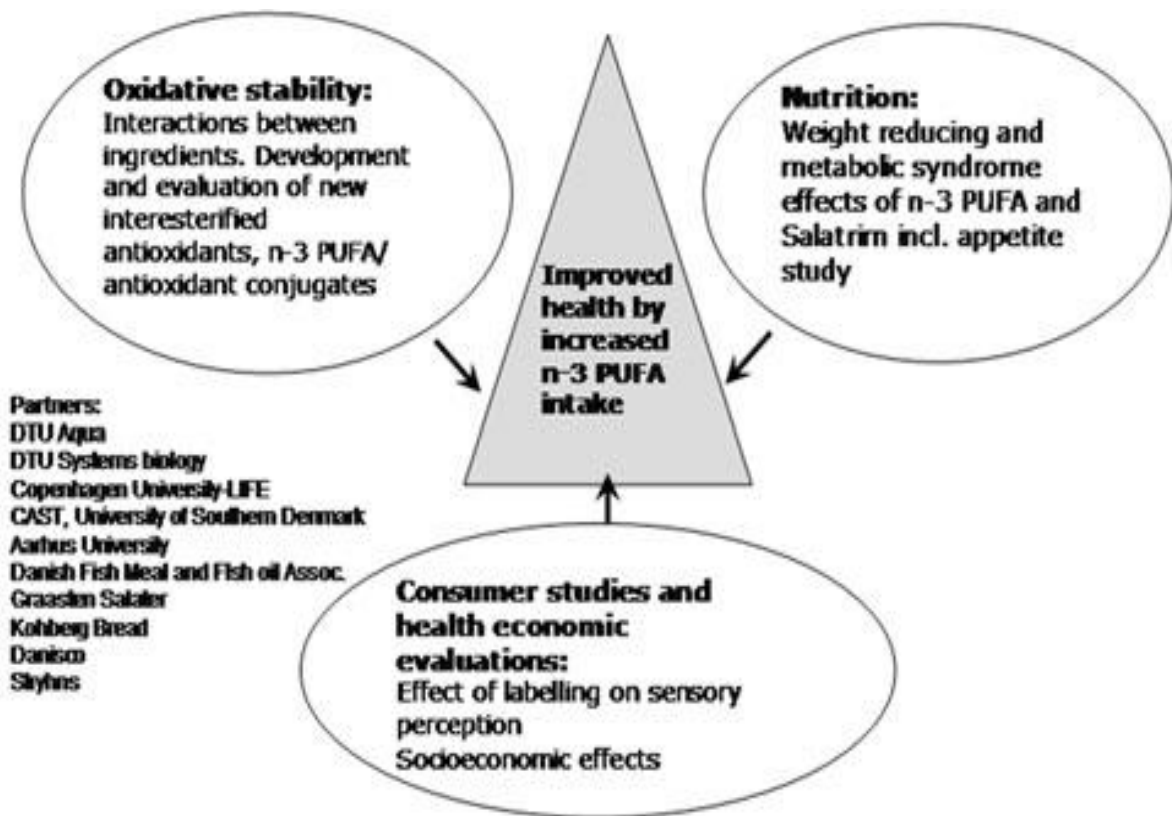 Oxidative stability:
Interactions between
ingredients. Development
and evaluation of new
interesterified
antioxidants, n-3 PUFA/
antioxidant conjugates
Nutrition:
Weight reducing and
metabolic syndrome
effects of n-3 PUFA and
Salatrim incl. appetite
study
Improved
health by
increased
n-3 PUFA
intake
Partners:
DTU Aqua
DTU Systems biology
Copenhagen University-LIFE
CAST, University of Southern Denmark
Aarhus University
Danish Fish Meal and Fish oil Assoc.
Graasten Salater
Kohberg Bread
Danisco
Consumer studies and
health economic
evaluations:
Effect of labelling on sensory
perception
Socioeconomic effects